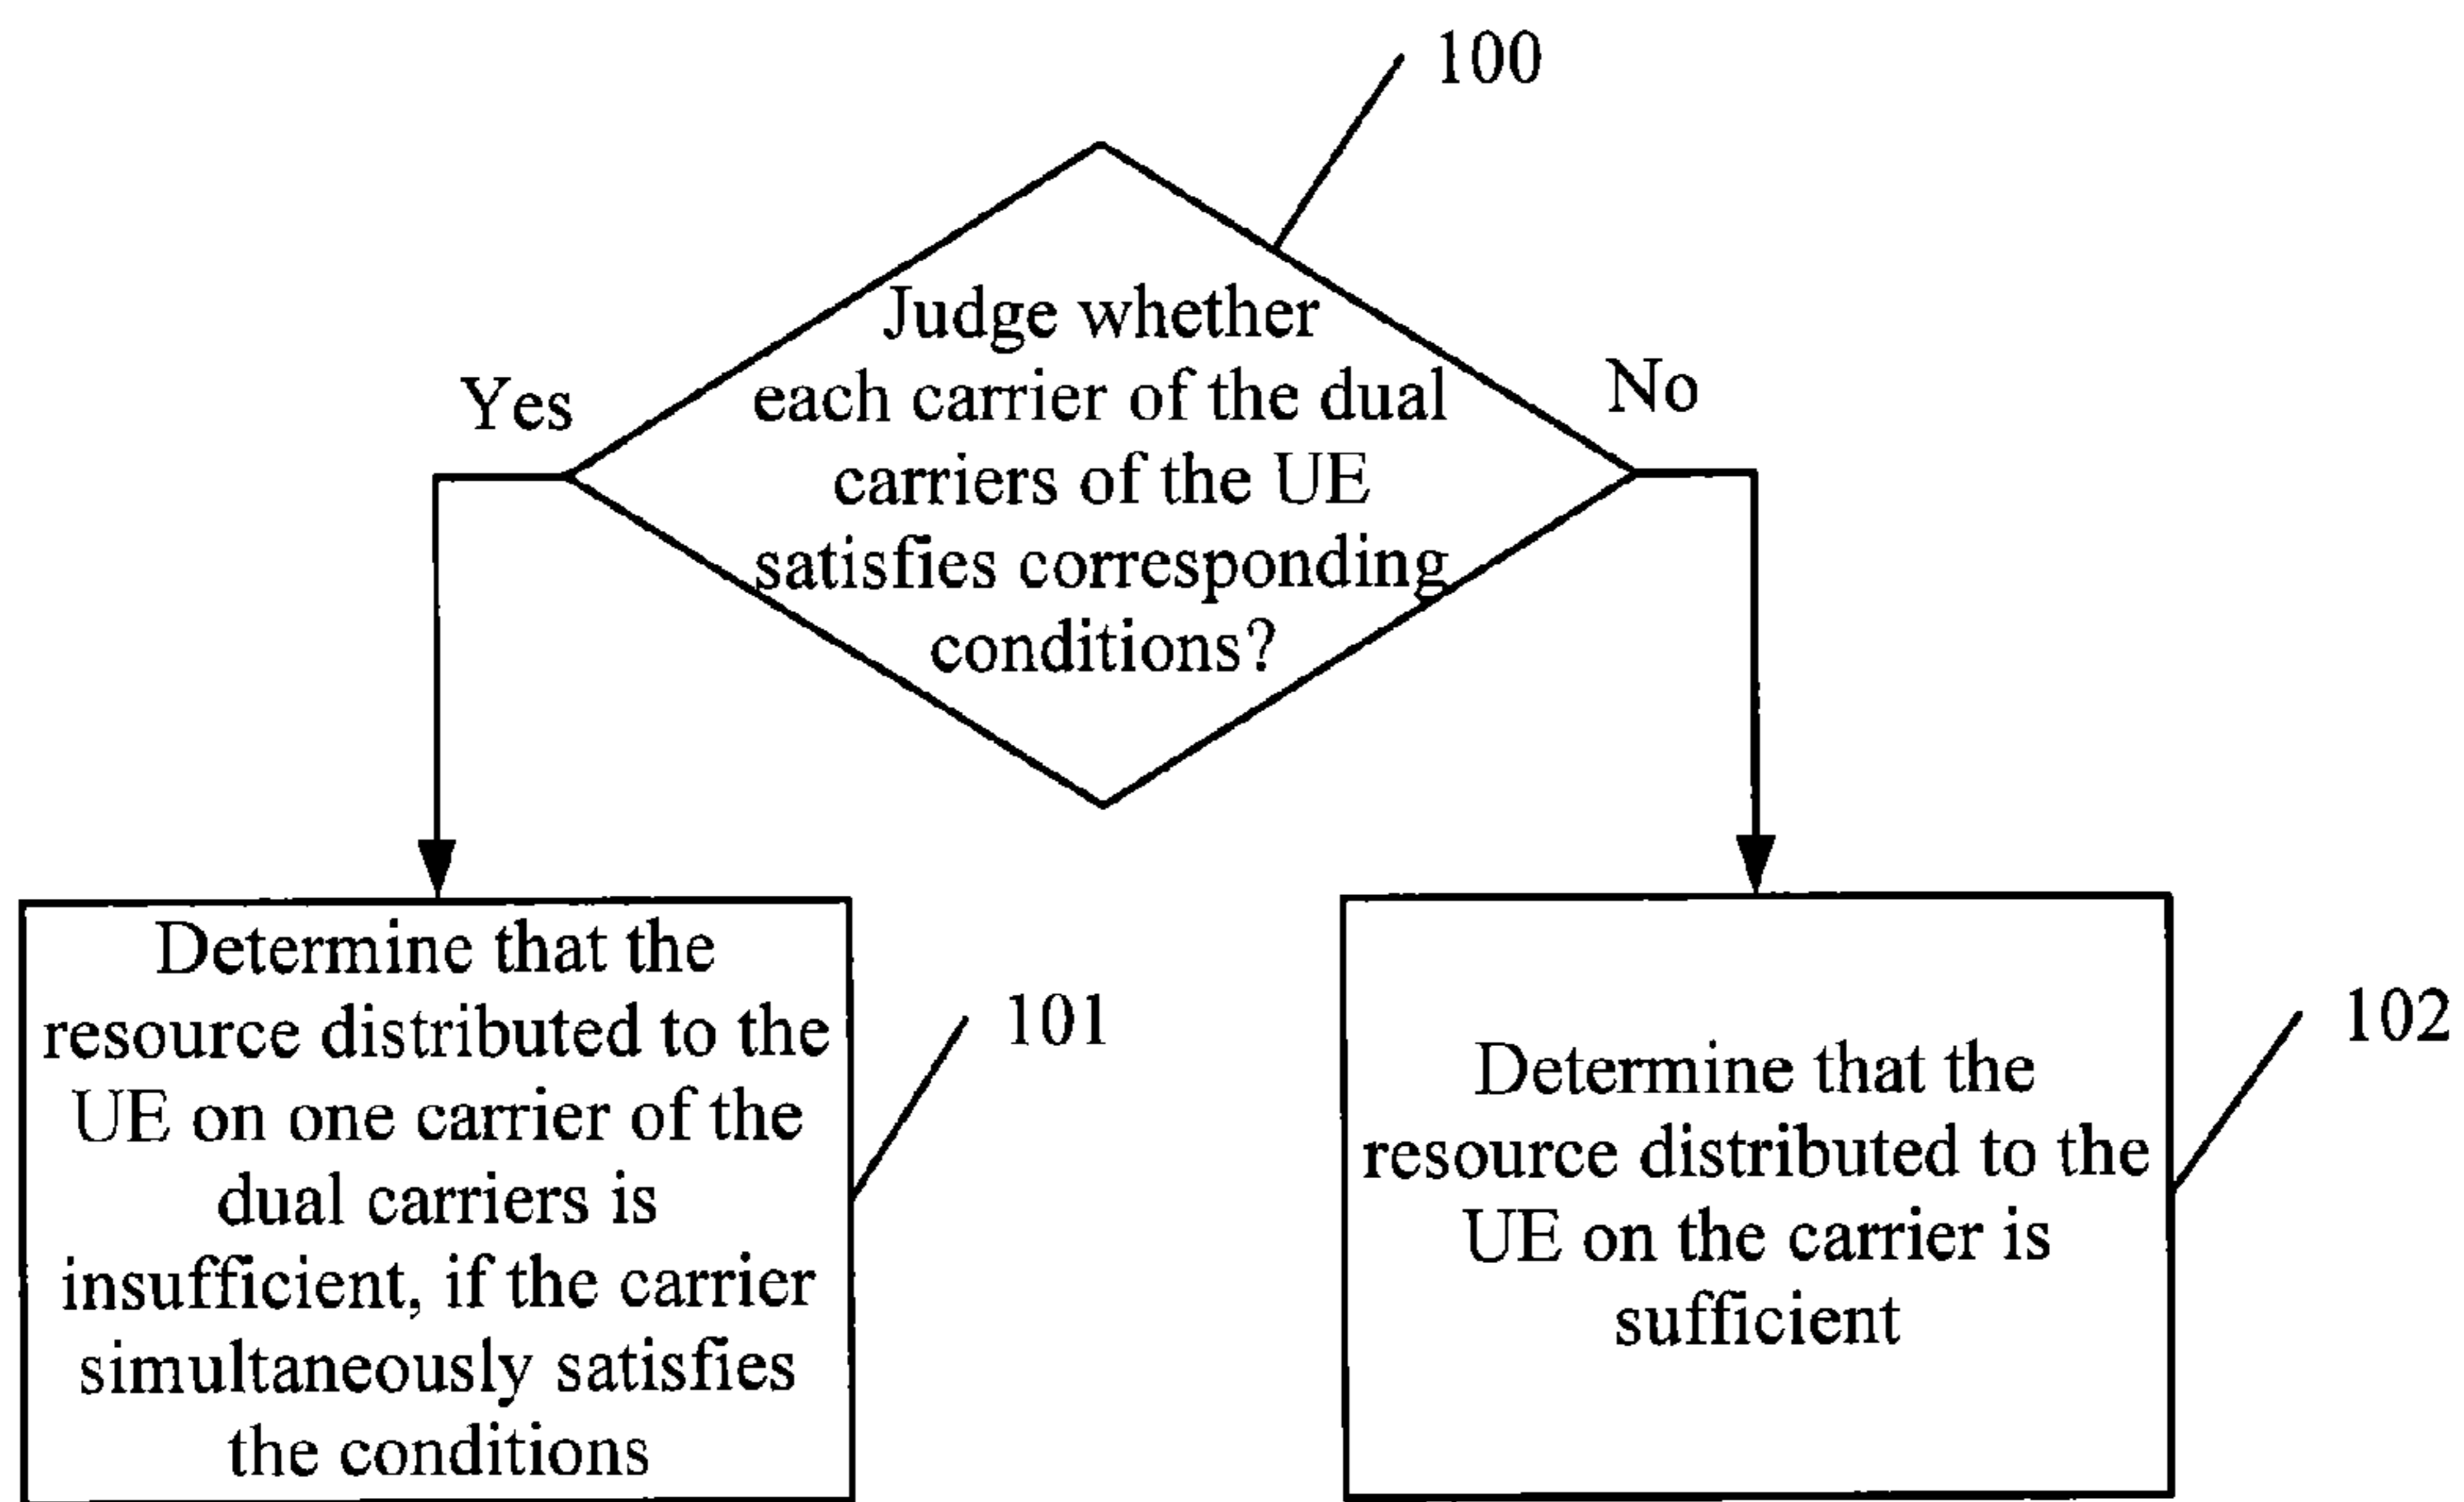 100
Judge whether
each carrier of the dual
carriers of the UE
satisfies corresponding
conditions?
Yes
No
Determine that the
resource distributed to the
UE on one carrier of the
dual carriers is
insufficient, if the carrier
simultaneously satisfies
the conditions
101
Determine that the
resource distributed to the
UE on the carrier is
sufficient
102